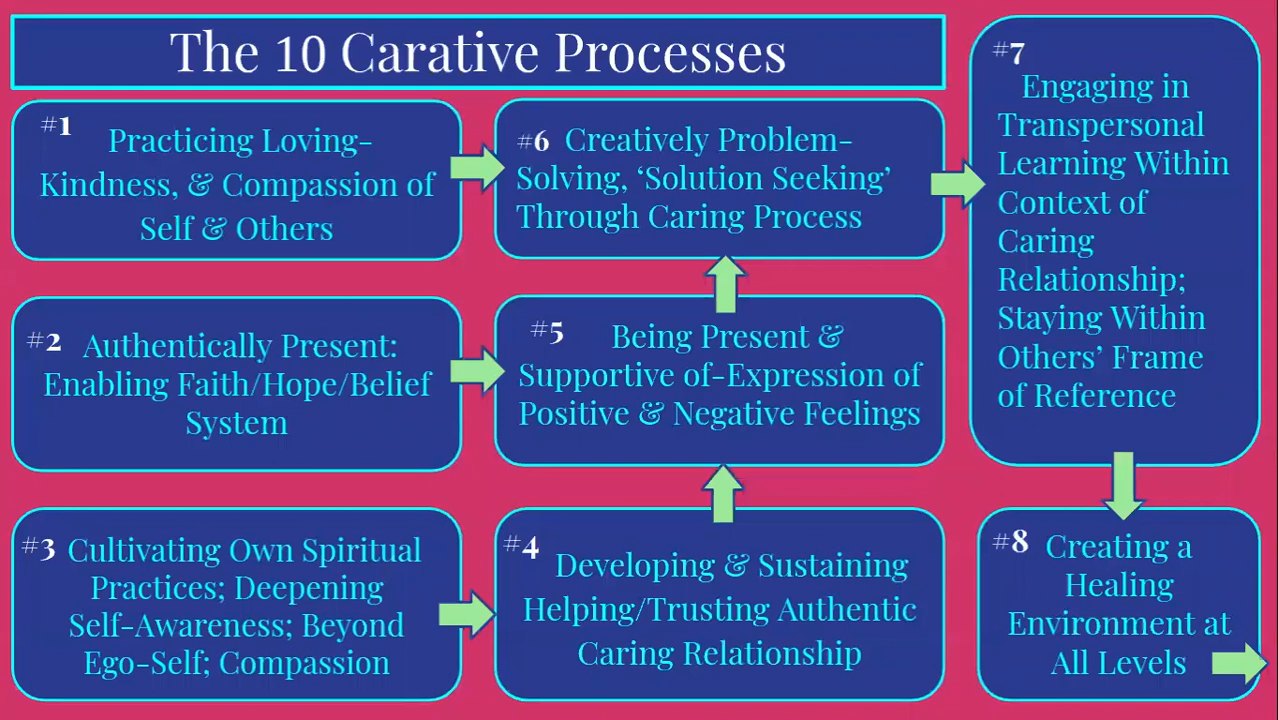 The 10 Carative Processes
#1
Practicing Loving-
Kindness, & Compassion of
Self & Others
#2 Authentically Present:
Enabling Faith/Hope/Belief
System
#3 Cultivating Own Spiritual
Practices; Deepening
Self-Awareness; Beyond
Ego-Self; Compassion
#4
Developing & Sustaining
Helping/Trusting Authentic
Caring Relationship
#5 Being Present &
Supportive of-Expression of
Positive & Negative Feelings
#6 Creatively Problem-
Solving, ‘Solution Seeking’
Through Caring Process
#7
Engaging in
Transpersonal
Learning Within
Context of
Caring
Relationship;
Staying Within
Others’ Frame
of Reference
#8 Creating a
Healing
Environment at
All Levels